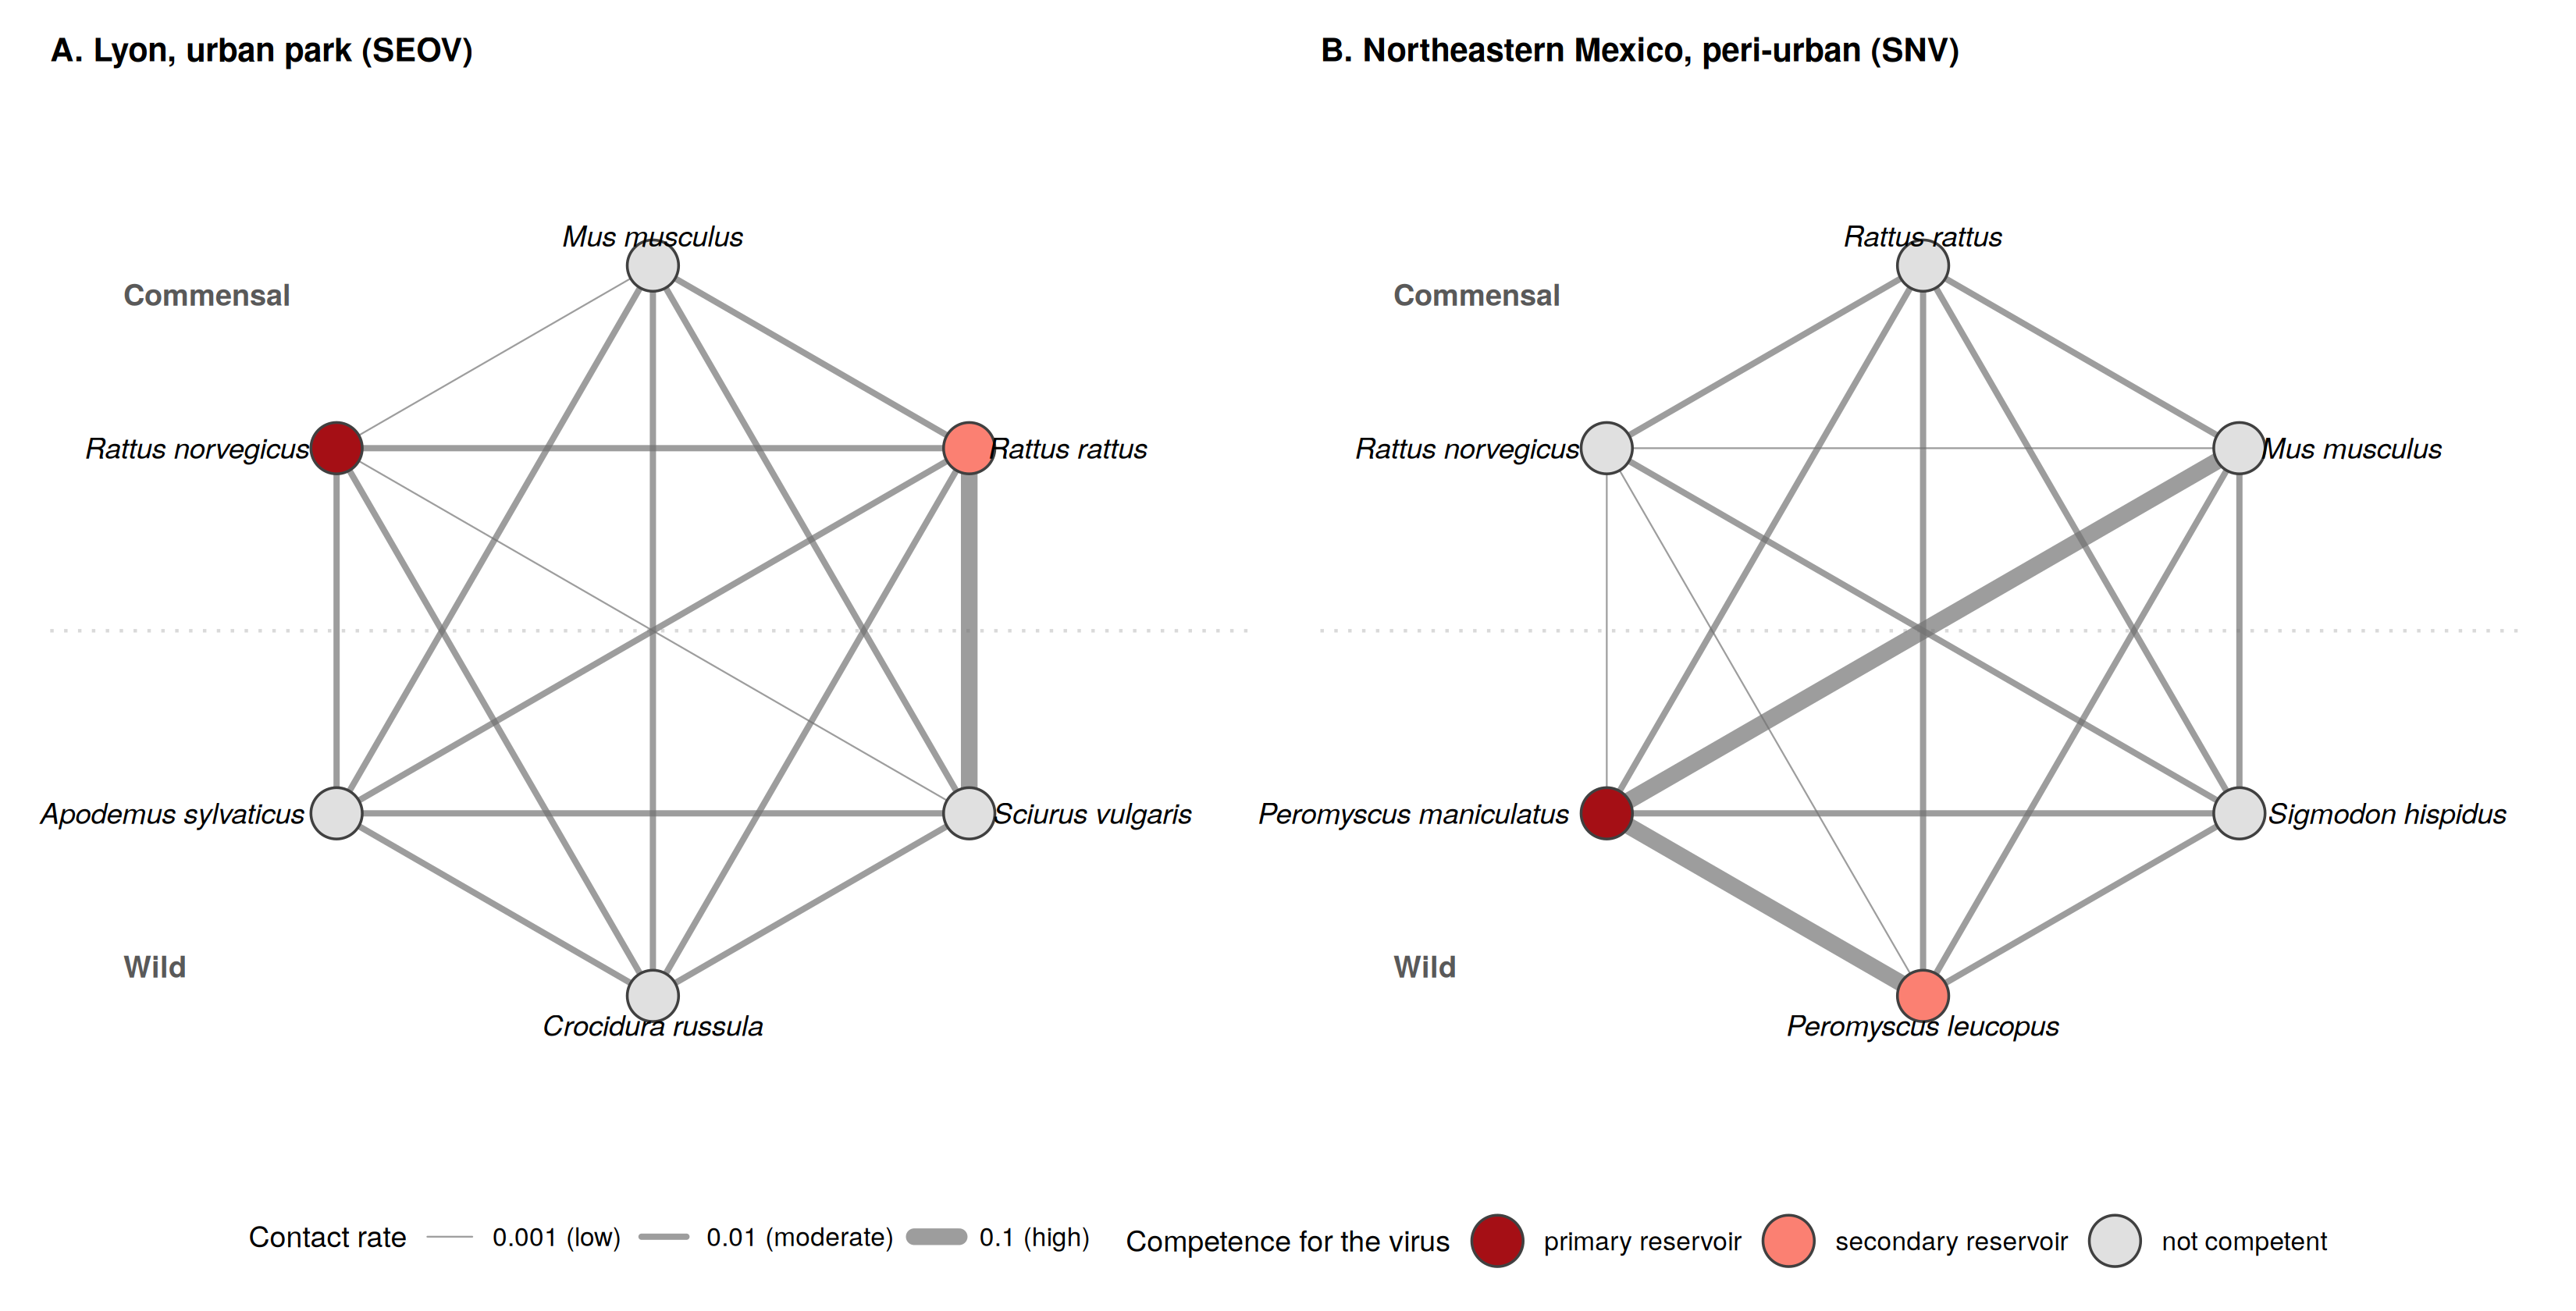 A. Lyon, urban park (SEOV)
Mus musculus
Commensal
Rattus norvegicus
Rattus rattus
Apodemus sylvaticus
Sciurus vulgaris
Wild
Crocidura russula
B. Northeastern Mexico, peri-urban (SNV)
Rattus rattus
Commensal
Rattus norvegicus
Mus musculus
Peromyscus maniculatus
Sigmodon hispidus
Wild
Peromyscus leucopus
Contact rate 0.001 (low) 0.01 (moderate) 0.1 (high)
Competence for the virus primary reservoir secondary reservoir not competent